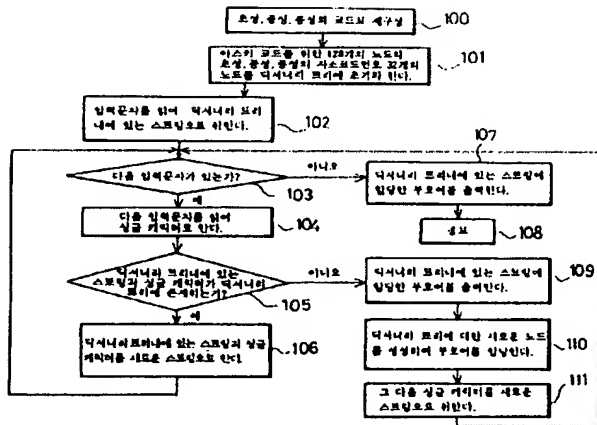 초성, 중성, 종성의 코드로 재구성
100
아스키 코드를 위한 128개의 노드와
초성, 중성, 종성의 사소코드번호 32개의
노드를 딕셔너리 트리에 초기화 한다.
101
입력문자를 읽어 딕셔너리 트리
내에 있는 스트링으로 취한다.
102
다음 입력문자가 있는가?
103
아니오
예
107
딕셔너리 트리내에 있는 스트링에
입당한 부호어를 출력한다.
종료
108
다음 입력문자를 읽어
싱글 캐릭터로 한다.
104
딕셔너리 트리내에 있는
스트링과 싱글 캐릭터가 딕셔너리
트리에 존재하는가?
105
아니오
예
딕셔너리 트리내에 있는 스트링에
입당한 부호어를 출력한다.
109
딕셔너리트리내에 있는 스트링과 싱글
캐릭터를 새로운 스트링으로 한다.
106
딕셔너리 트리에 대한 새로운 노드
를 생성하여 부호어를 입당한다.
110
그 다음 싱글 캐릭터를 새로운
스트링으로 취한다.
111